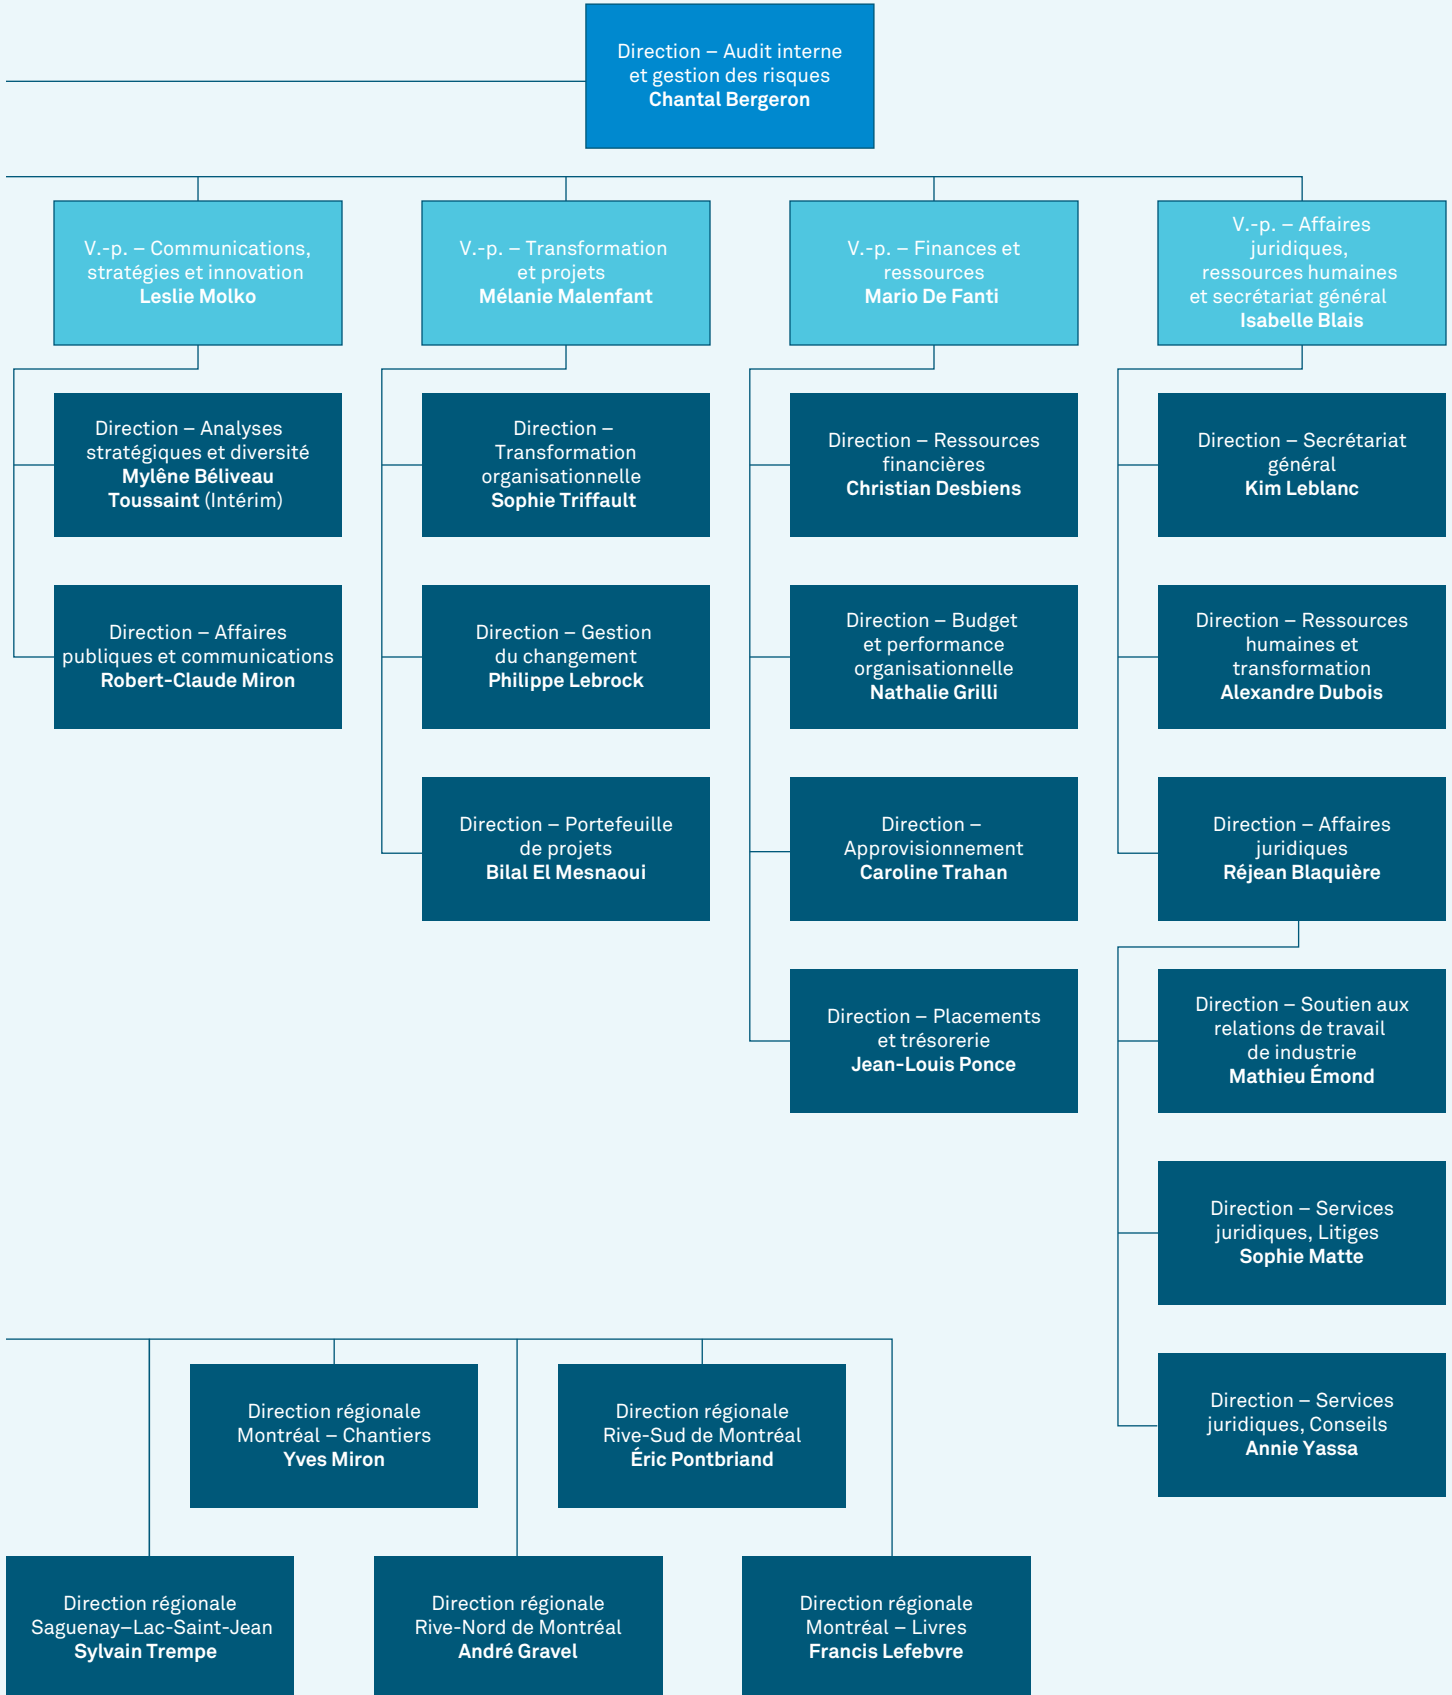 Direction – Audit interne
et gestion des risques
Chantal Bergeron
V.-p. – Communications,
stratégies et innovation
Leslie Molko
V.-p. – Transformation
et projets
Mélanie Malenfant
V.-p. – Finances et
ressources
Mario De Fanti
V.-p. – Affaires
juridiques,
ressources humaines
et secrétariat général
Isabelle Blais
Direction – Analyses
stratégiques et diversité
Mylène Béliveau
Toussaint (Intérim)
Direction –
Transformation
organisationnelle
Sophie Triffault
Direction – Ressources
financières
Christian Desbiens
Direction – Secrétariat
général
Kim Leblanc
Direction – Affaires
publiques et communications
Robert-Claude Miron
Direction – Gestion
du changement
Philippe Lebrock
Direction – Budget
et performance
organisationnelle
Nathalie Grilli
Direction – Ressources
humaines et
transformation
Alexandre Dubois
Direction – Portefeuille
de projets
Bilal El Mesnaoui
Direction –
Approvisionnement
Caroline Trahan
Direction – Affaires
juridiques
Réjean Blaquière
Direction – Placements
et trésorerie
Jean-Louis Ponce
Direction – Soutien aux
relations de travail
de industrie
Mathieu Émond
Direction – Services
juridiques, Litiges
Sophie Matte
Direction régionale
Montréal – Chantiers
Yves Miron
Direction régionale
Rive-Sud de Montréal
Éric Pontbriand
Direction – Services
juridiques, Conseils
Annie Yassa
Direction régionale
Saguenay–Lac-Saint-Jean
Sylvain Trempe
Direction régionale
Rive-Nord de Montréal
André Gravel
Direction régionale
Montréal – Livres
Francis Lefebvre